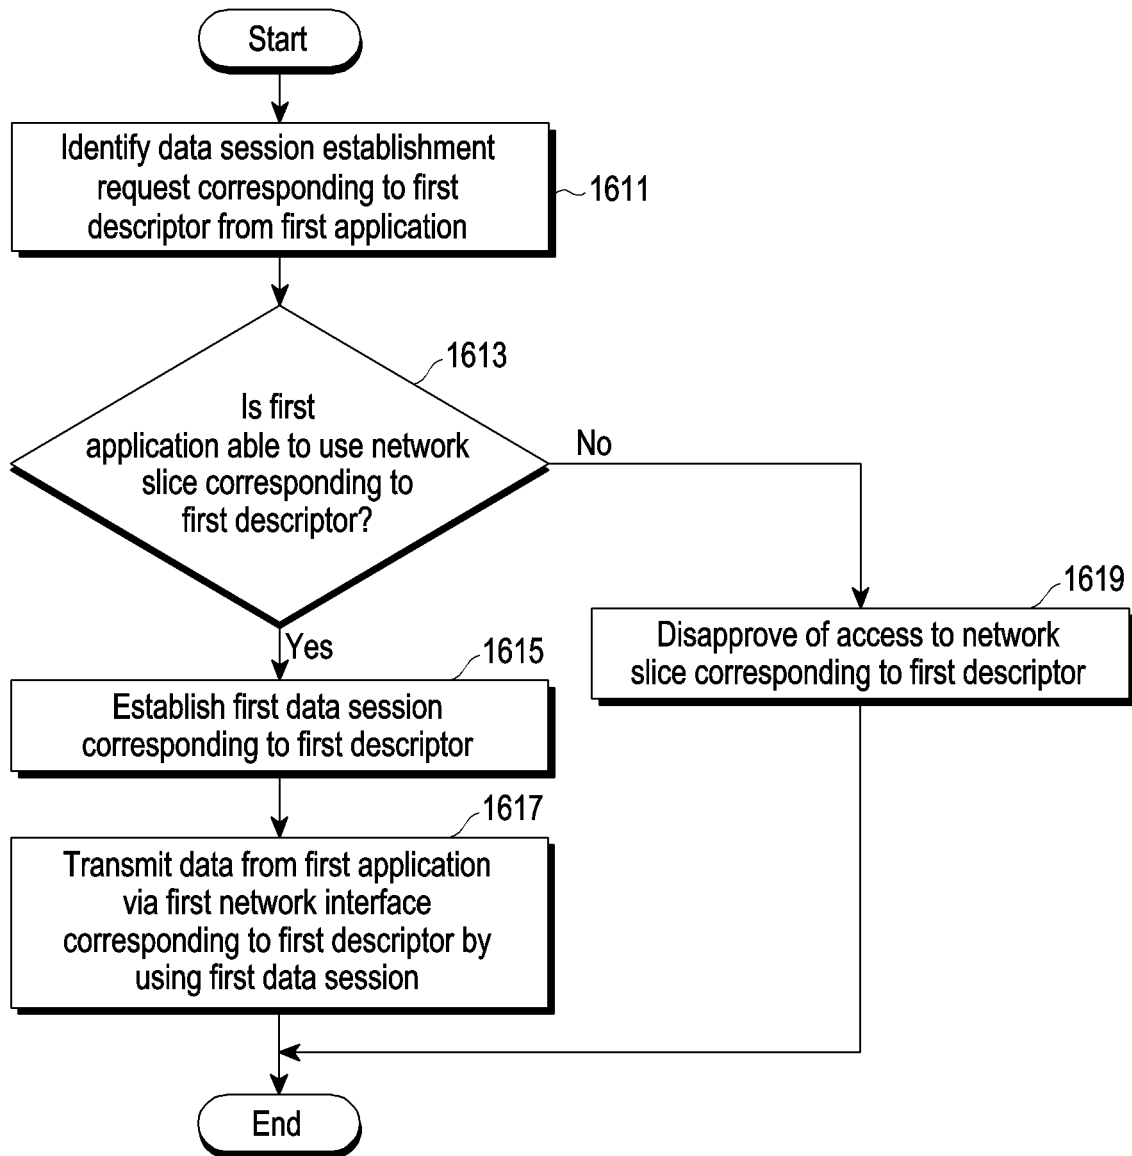 Start
Identify data session establishment
request corresponding to first
descriptor from first application
1611
1613
Is first
application able to use network
slice corresponding to
first descriptor?
No
Yes
1619
Disapprove of access to network
slice corresponding to first descriptor
1615
Establish first data session
corresponding to first descriptor
1617
Transmit data from first application
via first network interface
corresponding to first descriptor by
using first data session
End